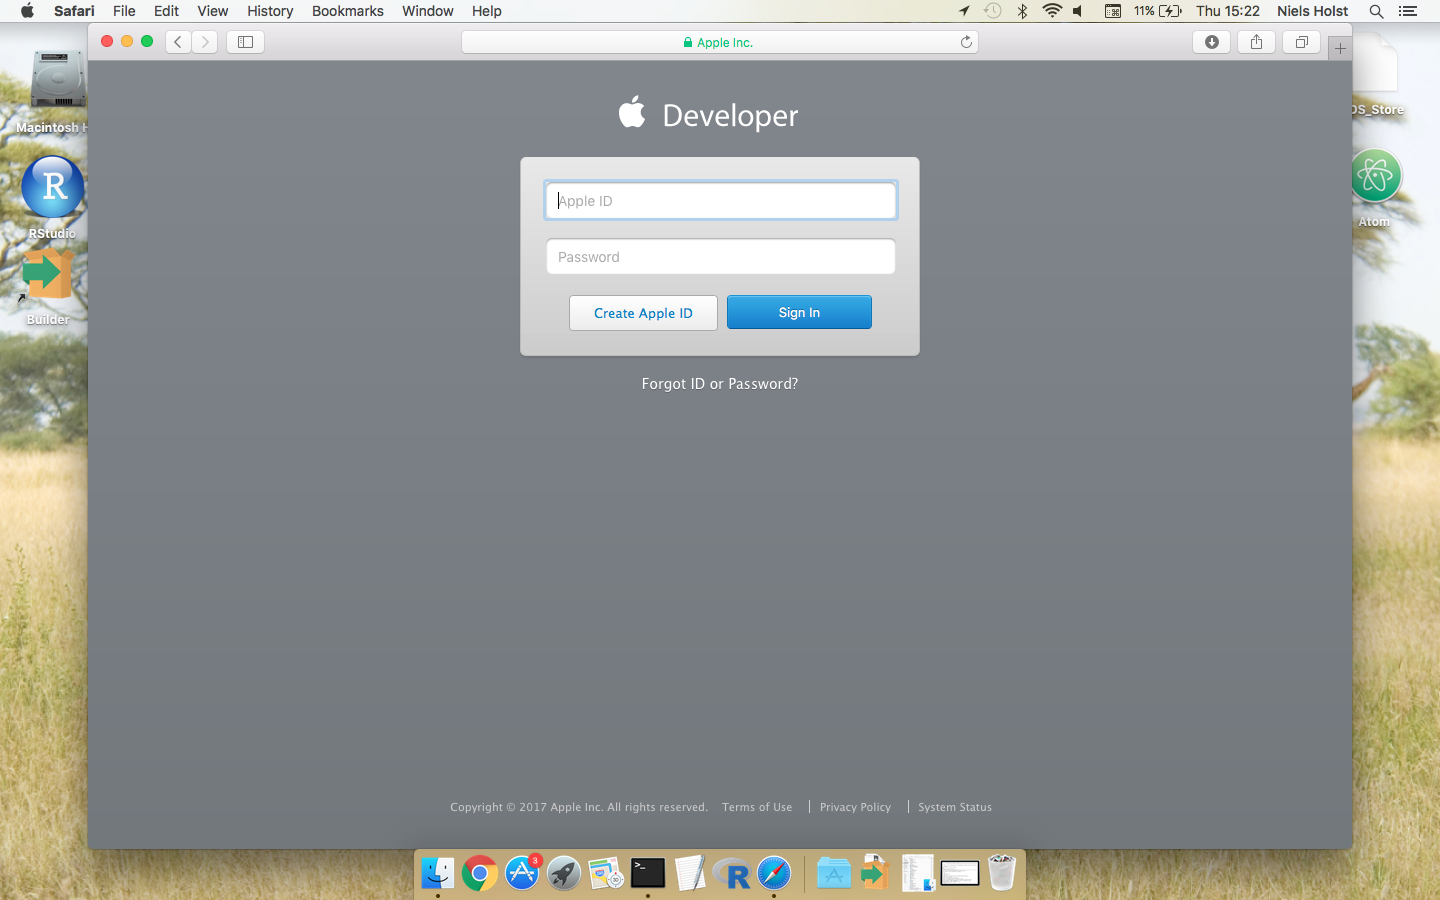 Safari File Edit View History Bookmarks Window Help 11% Thu 15:22 Niels Holst
Apple Inc.
Macintosh H
RStudio
Builder
DS_Store
Atom
Developer
Apple ID
Password
Create Apple ID Sign In
Forgot ID or Password?
Copyright © 2017 Apple Inc. All rights reserved. Terms of Use Privacy Policy System Status
3